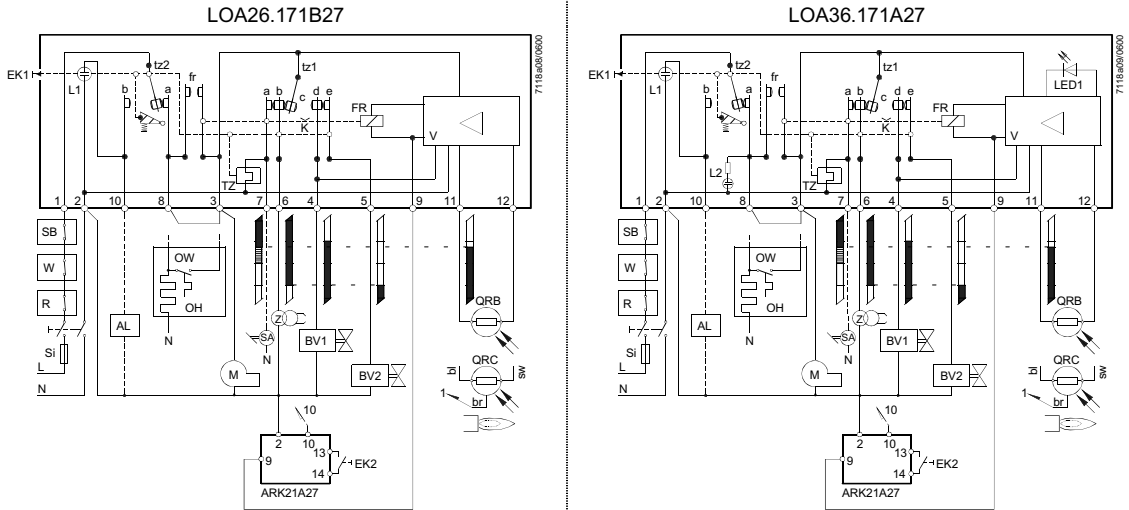 LOA26.171B27
7118a08/0600
EK1
L1
tz2
fr
tz1
b a
a b c d e
FR
K
V
TZ
1 2 10 8 3 7 6 4 5 9 11 12
SB
W
R
Si
L
N
AL
OW
OH
N
SA
N
Z
M
BV1
BV2
QRB
QRC
bl
sw
1
br
10
2 10
9
13
14
EK2
ARK21A27
LOA36.171A27
7118a09/0600
EK1
L1
tz2
fr
tz1
LED1
b a
a b c d e
FR
K
V
L2
TZ
1 2 10 8 3 7 6 4 5 9 11 12
SB
W
R
Si
L
N
AL
OW
OH
N
SA
N
Z
M
BV1
BV2
QRB
QRC
bl
sw
1
br
10
2 10
9
13
14
EK2
ARK21A27